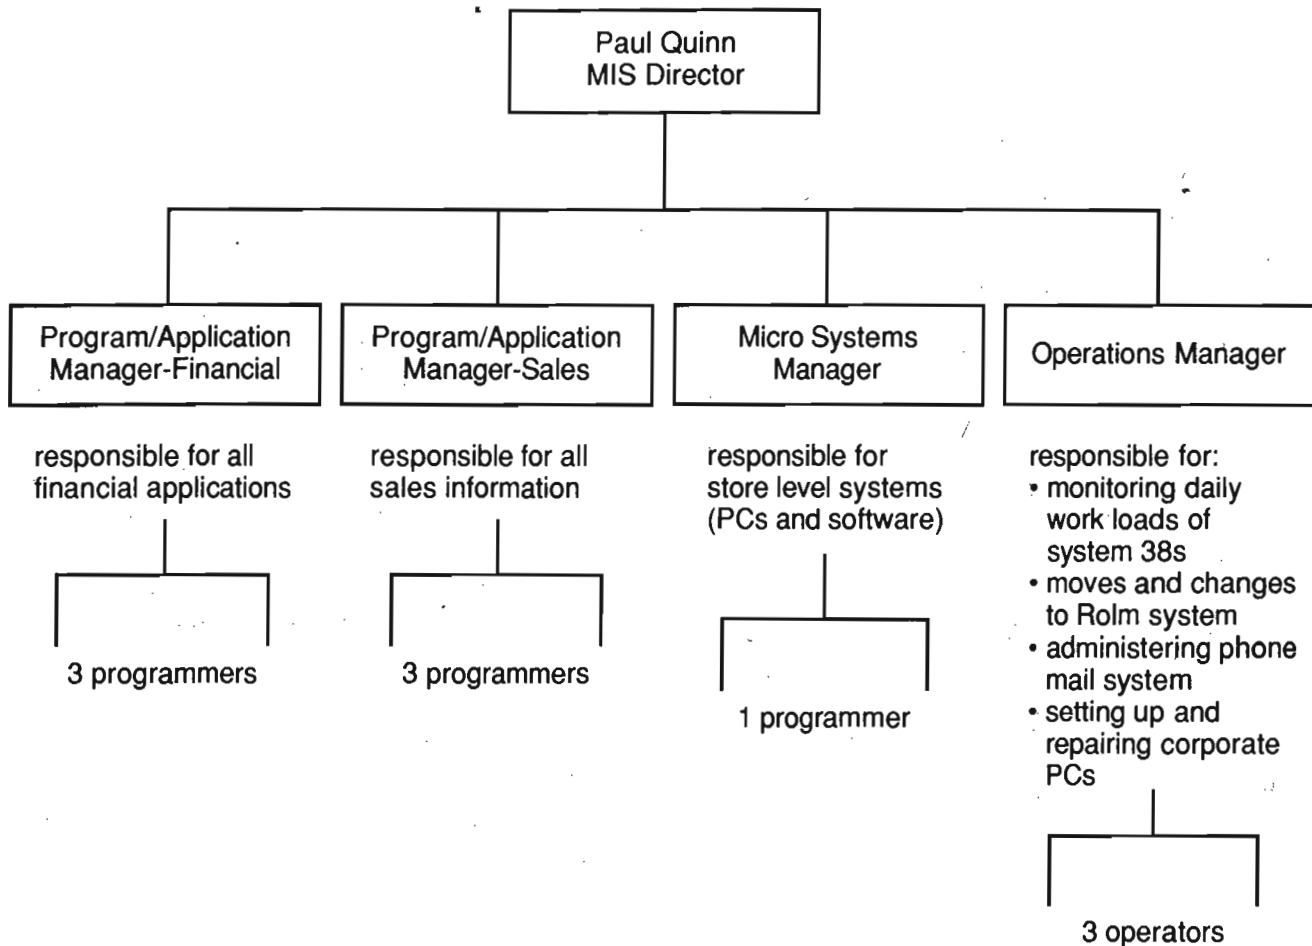 Paul Quinn
MIS Director
Program/Application
Manager-Financial
Program/Application
Manager-Sales
Micro Systems
Manager
Operations Manager
responsible for all
financial applications
3 programmers
responsible for all
sales information
3 programmers
responsible for
store level systems
(PCs and software)
1 programmer
responsible for:
• monitoring daily
work loads of
system 38s
• moves and changes
to Rolm system
• administering phone
mail system
• setting up and
repairing corporate
PCs
3 operators